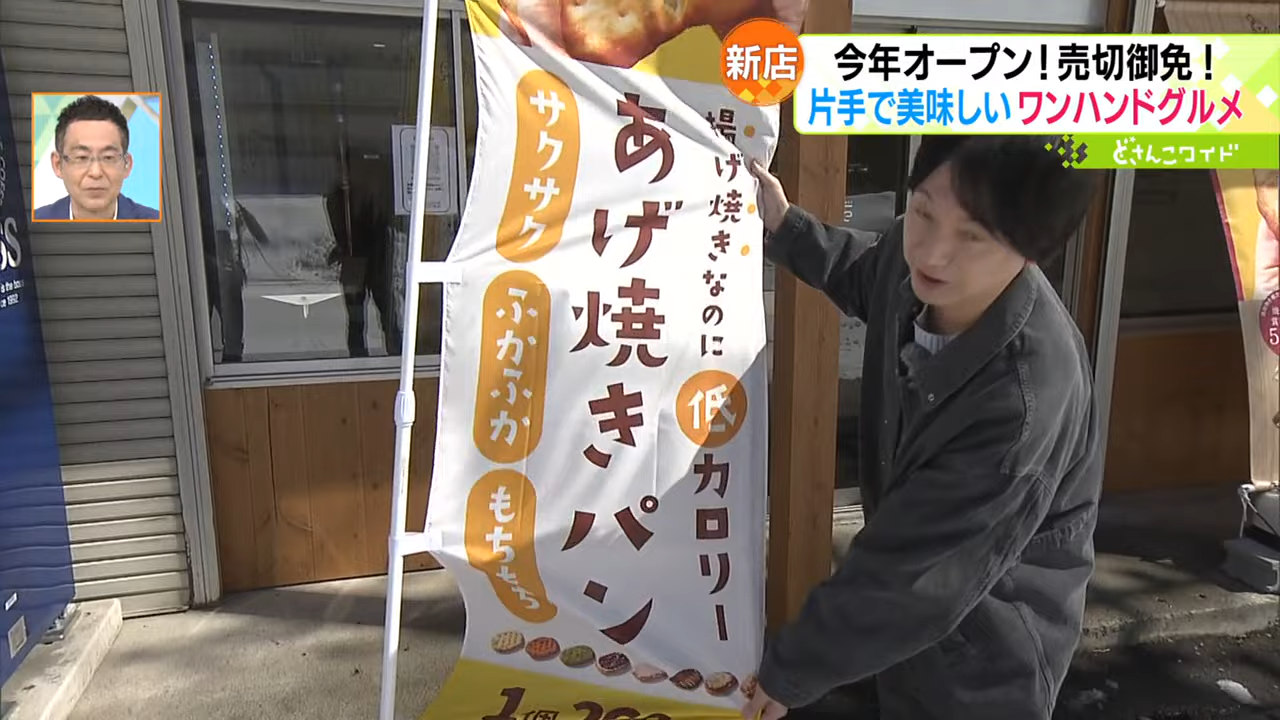 新店
今年オープン！売切御免！
片手で美味しいワンハンドグルメ
どさんこワイド
揚げ焼きなのに低カロリー
あげ焼きパン
サクサク
ふかふか
もちもち
1個